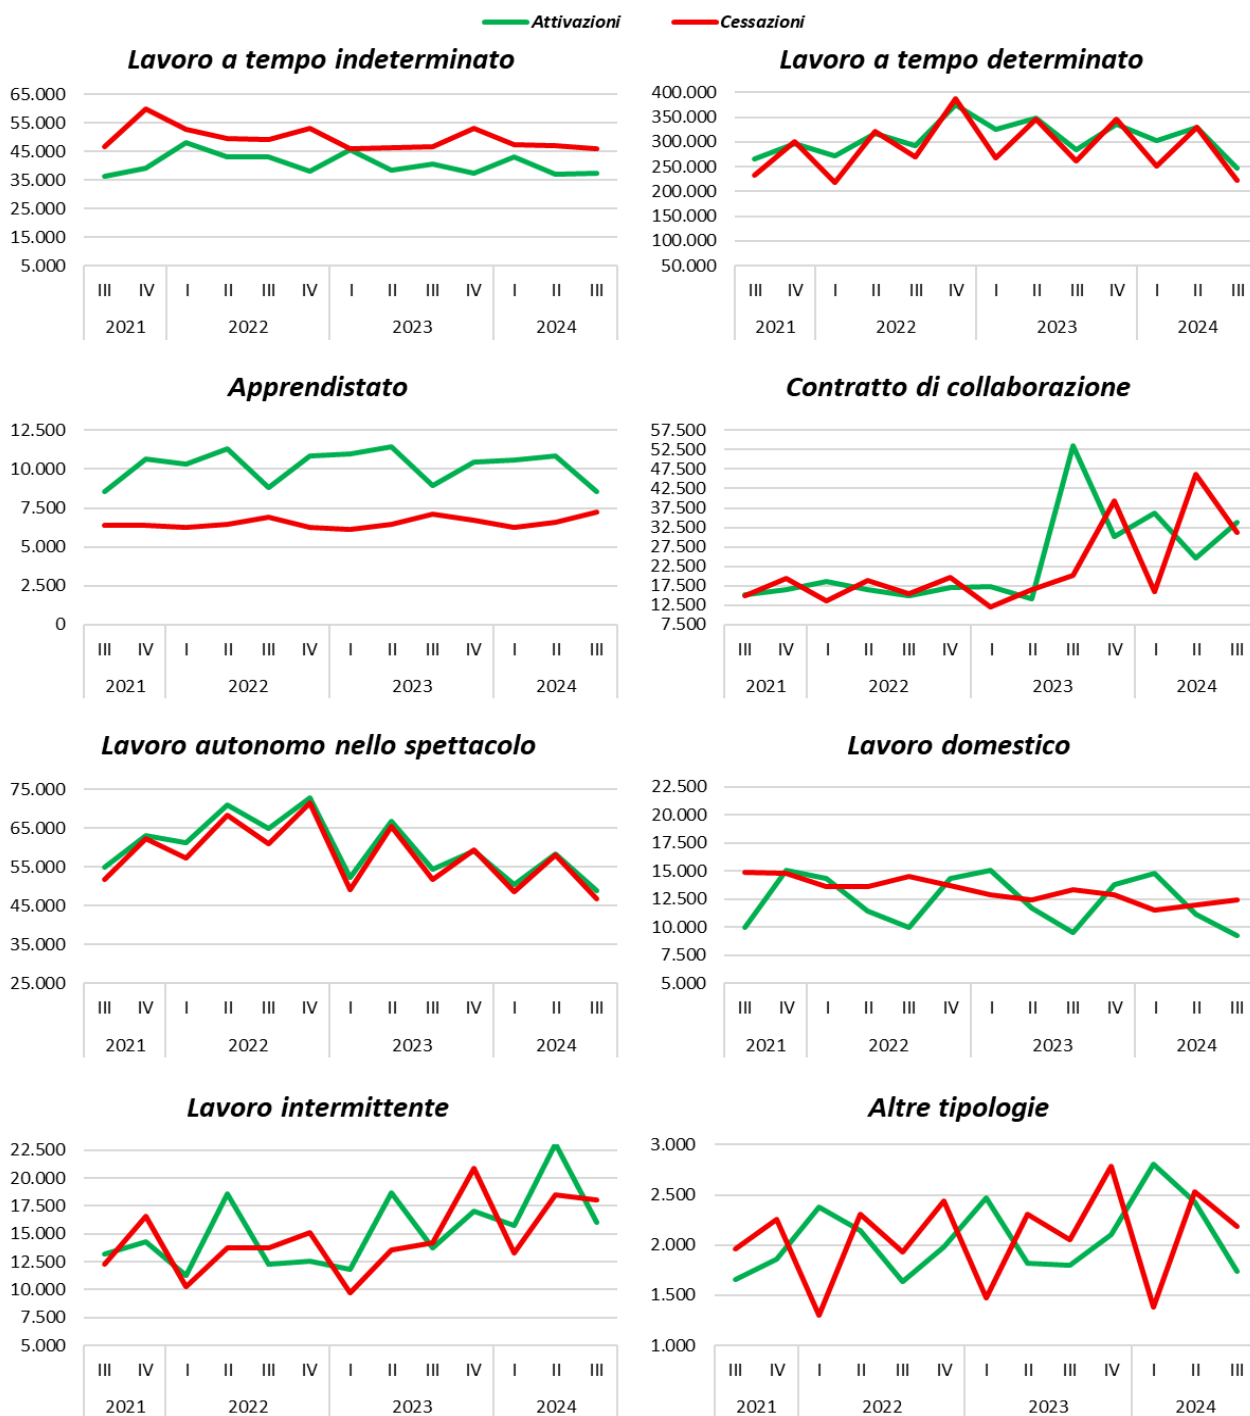 Attivazioni Cessazioni
Lavoro a tempo indeterminato
65.000
55.000
45.000
35.000
25.000
15.000
5.000
III IV I II III IV I II III IV I II III
2021 2022 2023 2024
Lavoro a tempo determinato
400.000
350.000
300.000
250.000
200.000
150.000
100.000
50.000
III IV I II III IV I II III IV I II III
2021 2022 2023 2024
Apprendistato
12.500
10.000
7.500
5.000
2.500
0
III IV I II III IV I II III IV I II III
2021 2022 2023 2024
Contratto di collaborazione
57.500
52.500
47.500
42.500
37.500
32.500
27.500
22.500
17.500
12.500
7.500
III IV I II III IV I II III IV I II III
2021 2022 2023 2024
Lavoro autonomo nello spettacolo
75.000
65.000
55.000
45.000
35.000
25.000
III IV I II III IV I II III IV I II III
2021 2022 2023 2024
Lavoro domestico
22.500
20.000
17.500
15.000
12.500
10.000
7.500
5.000
III IV I II III IV I II III IV I II III
2021 2022 2023 2024
Lavoro intermittente
22.500
20.000
17.500
15.000
12.500
10.000
7.500
5.000
III IV I II III IV I II III IV I II III
2021 2022 2023 2024
Altre tipologie
3.000
2.500
2.000
1.500
1.000
III IV I II III IV I II III IV I II III
2021 2022 2023 2024